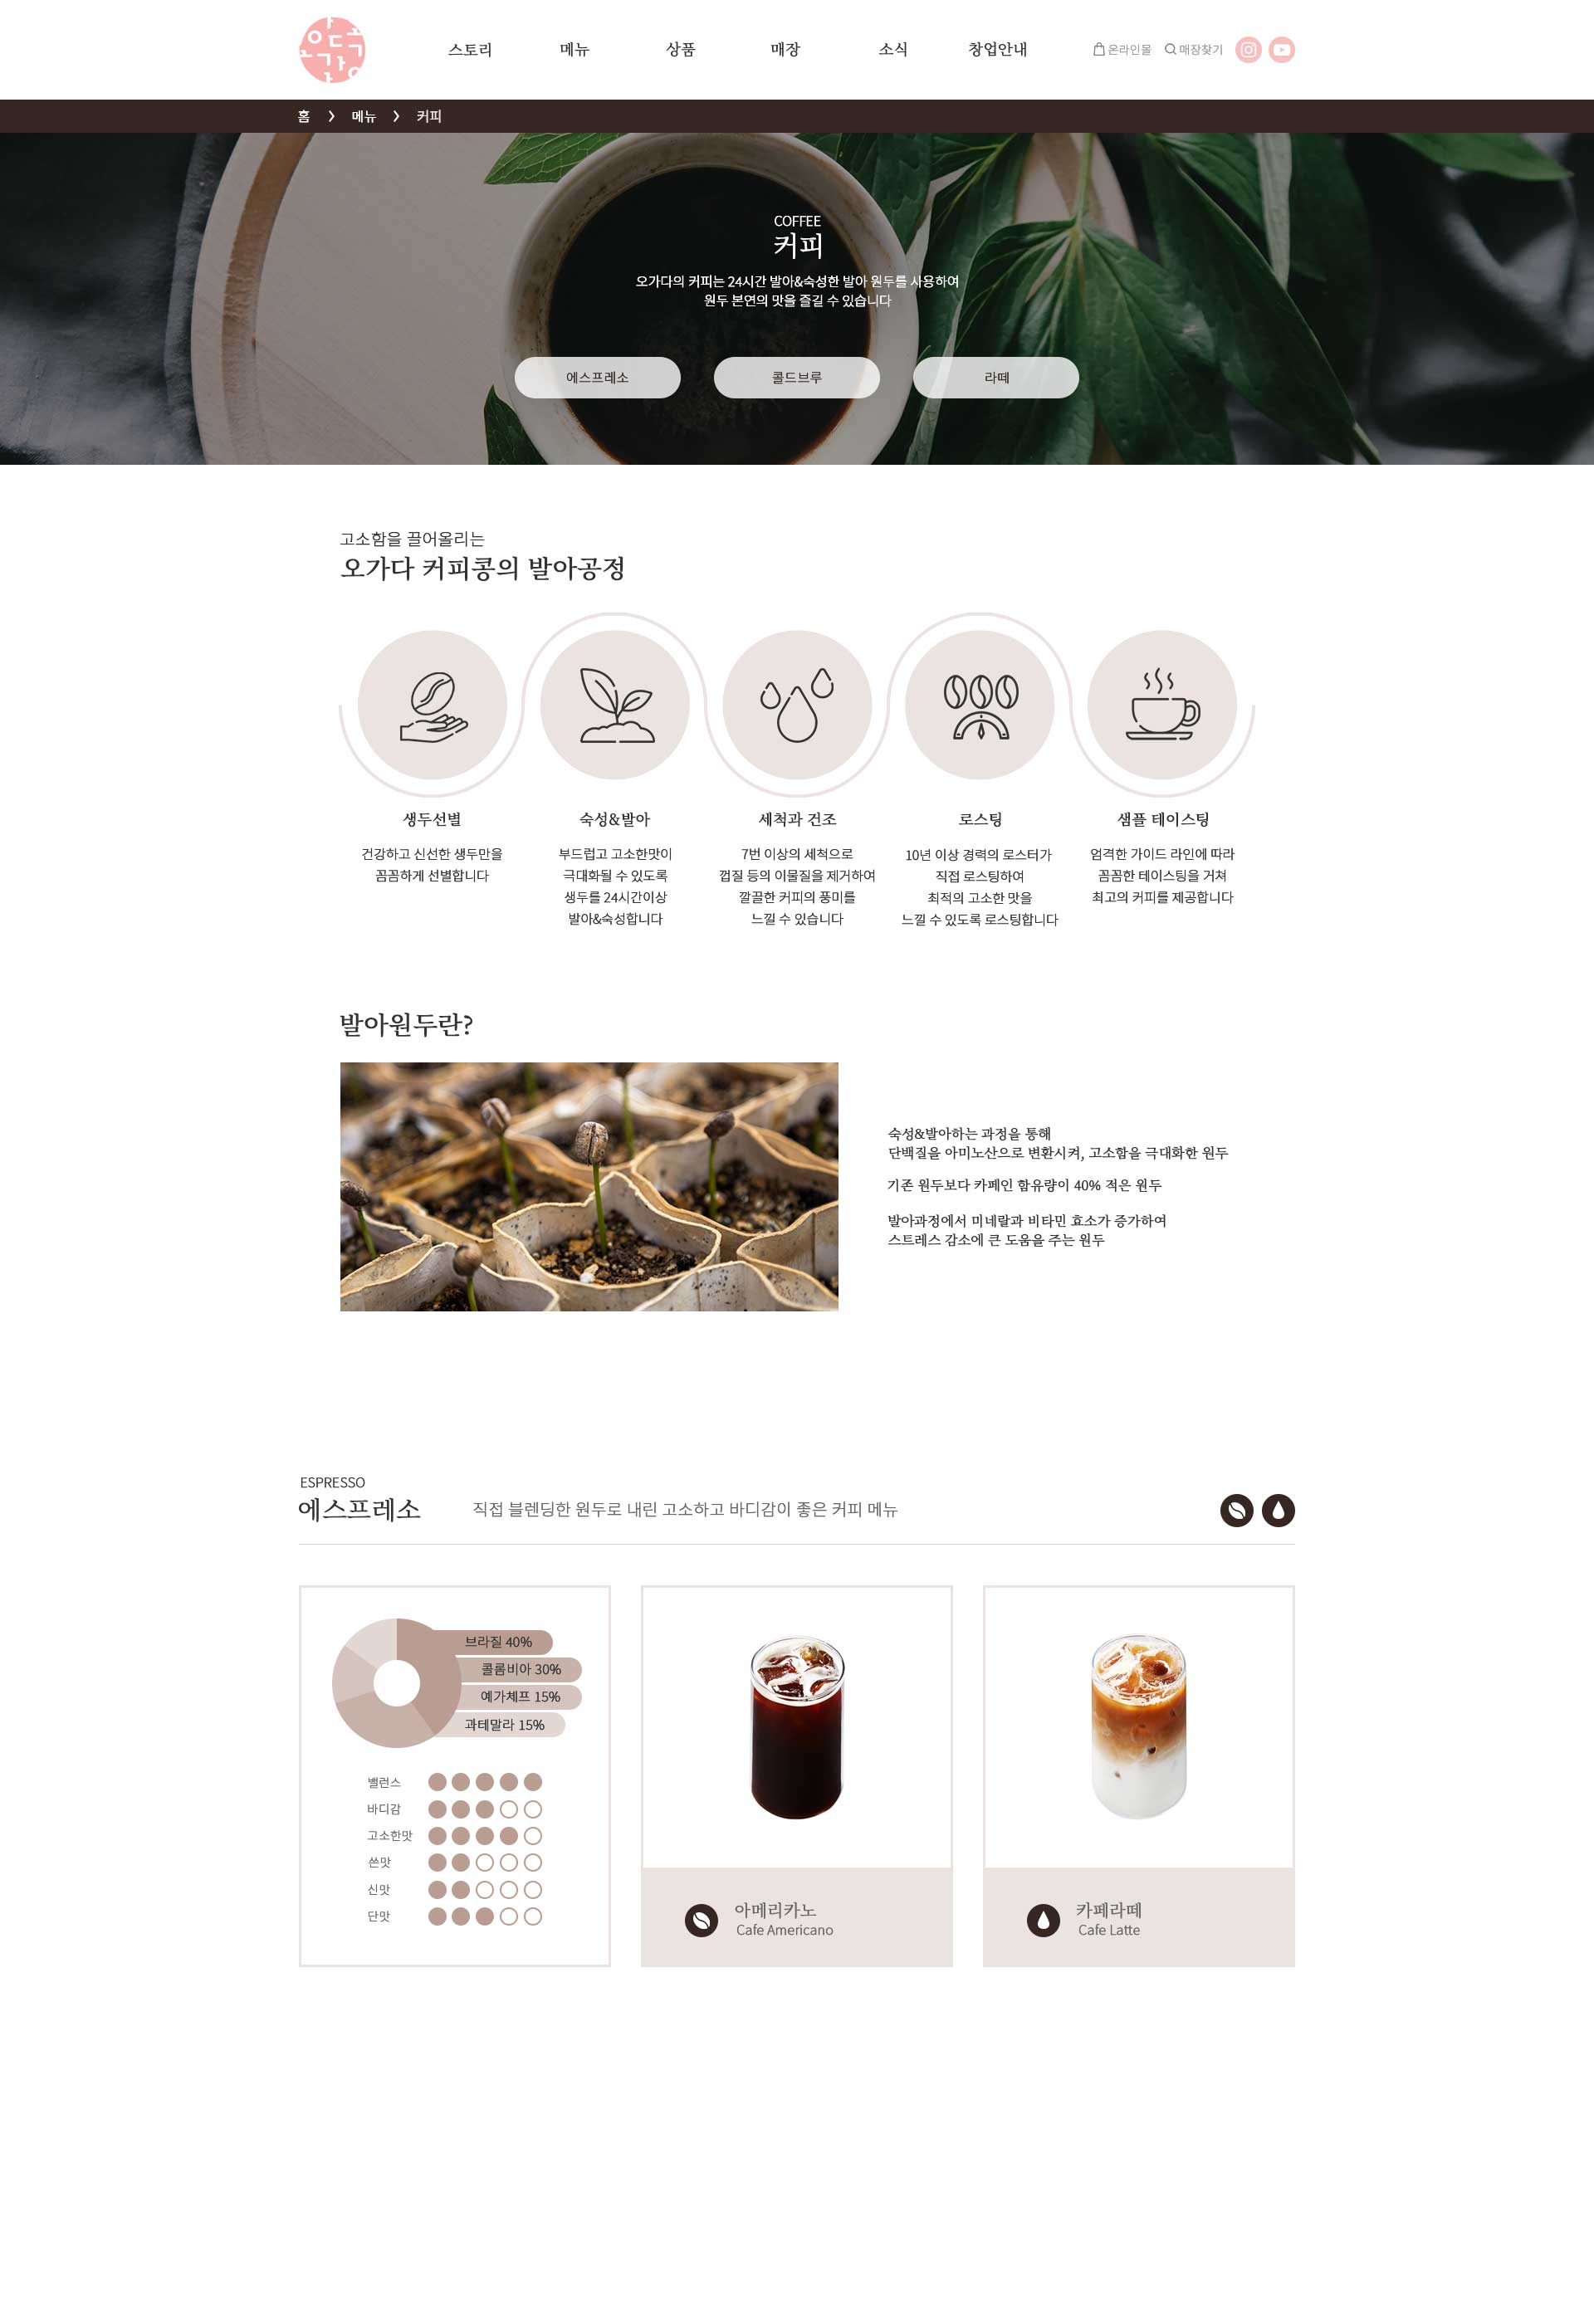 스토리
메뉴
상품
매장
소식
창업안내
온라인몰
매장찾기
홈 > 메뉴 > 커피
COFFEE
커피
오가다의 커피는 24시간 발아&숙성한 발아 원두를 사용하여
원두 본연의 맛을 즐길 수 있습니다
에스프레소
콜드브루
라떼
고소함을 끌어올리는
오가다 커피콩의 발아공정
생두선별
건강하고 신선한 생두만을
꼼꼼하게 선별합니다
숙성&발아
부드럽고 고소한맛이
극대화될 수 있도록
생두를 24시간이상
발아&숙성합니다
세척과 건조
7번 이상의 세척으로
껍질 등의 이물질을 제거하여
깔끌한 커피의 풍미를
느낄 수 있습니다
로스팅
10년 이상 경력의 로스터가
직접 로스팅하여
최적의 고소한 맛을
느낄 수 있도록 로스팅합니다
샘플 테이스팅
엄격한 가이드 라인에 따라
꼼꼼한 테이스팅을 거쳐
최고의 커피를 제공합니다
발아원두란?
숙성&발아하는 과정을 통해
단백질을 아미노산으로 변환시켜, 고소함을 극대화한 원두
기존 원두보다 카페인 함유량이 40% 적은 원두
발아과정에서 미네랄과 비타민 효소가 증가하여
스트레스 감소에 큰 도움을 주는 원두
ESPRESSO
에스프레소
직접 블렌딩한 원두로 내린 고소하고 바디감이 좋은 커피 메뉴
브라질 40%
콜롬비아 30%
예가체프 15%
과테말라 15%
밸런스
바디감
고소한맛
쓴맛
신맛
단맛
아메리카노
Cafe Americano
카페라떼
Cafe Latte